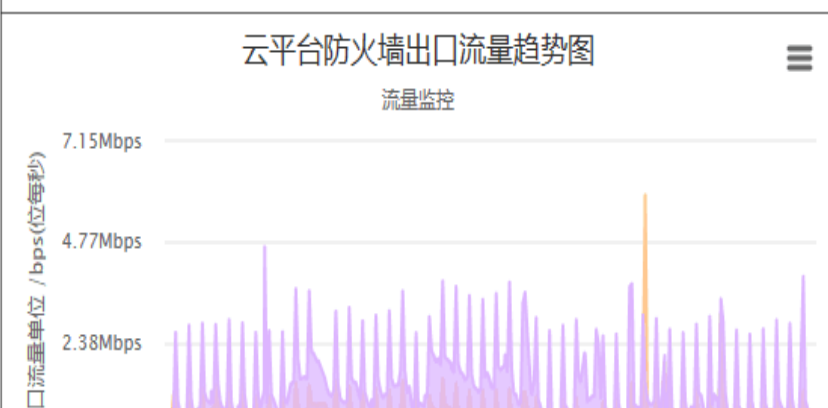 云平台防火墙出口流量趋势图
流量监控
7.15Mbps
4.77Mbps
2.38Mbps
口流量单位 /bps(位每秒)